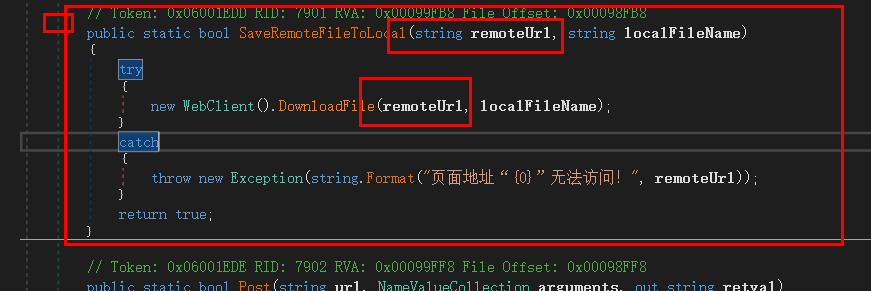 // Token: 0x06001EDD RID: 7901 RVA: 0x00099FB8 File Offset: 0x00098FB8
public static bool SaveRemoteFileToLocal(string remoteUrl, string localFileName)
{
try
{
new WebClient().DownloadFile(remoteUrl, localFileName);
}
catch
{
throw new Exception(string.Format("页面地址“{0}”无法访问！", remoteUrl));
}
return true;
}
// Token: 0x06001EDE RID: 7902 RVA: 0x00099FF8 File Offset: 0x00098FF8
public static bool Post(string url, NameValueCollection arguments, out string retval)